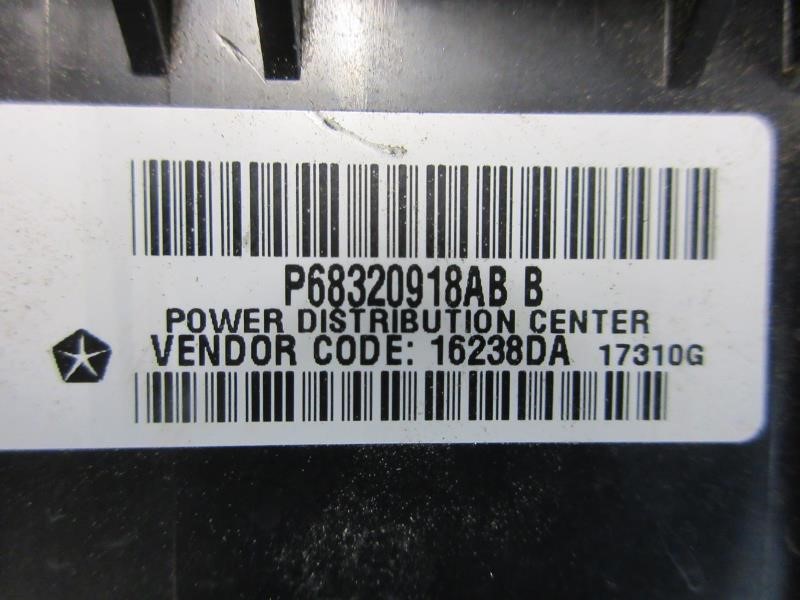 P68320918AB B
POWER DISTRIBUTION CENTER
VENDOR CODE: 16238DA 17310G